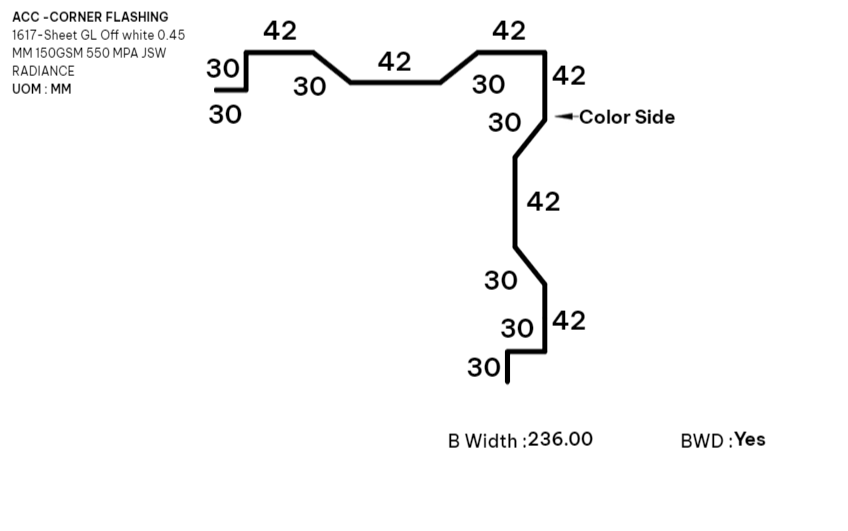 ACC -CORNER FLASHING
1617-Sheet GL Off white 0.45
MM 150GSM 550 MPA JSW
RADIANCE
UOM : MM
42
42
30
42
42
30
30
30
30
Color Side
42
30
30
42
30
B Width :236.00
BWD :Yes